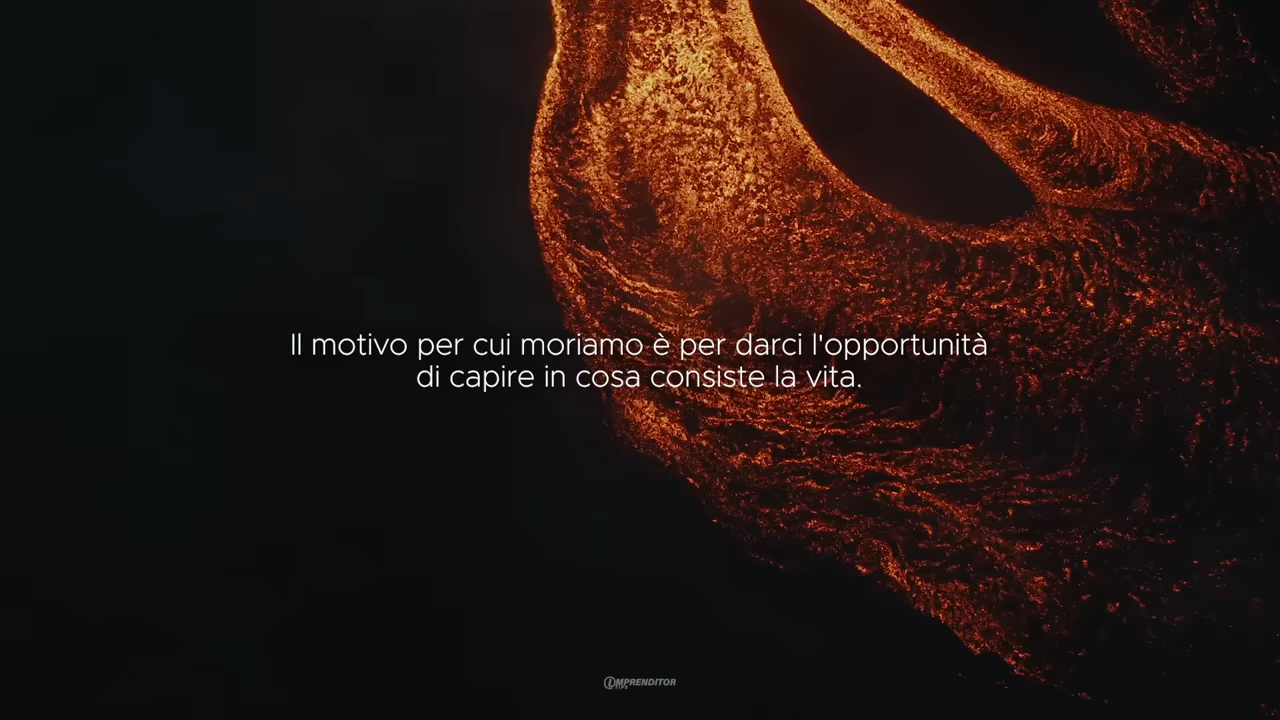 Il motivo per cui moriamo è per darci l'opportunità
di capire in cosa consiste la vita.
IMPRENDITOR